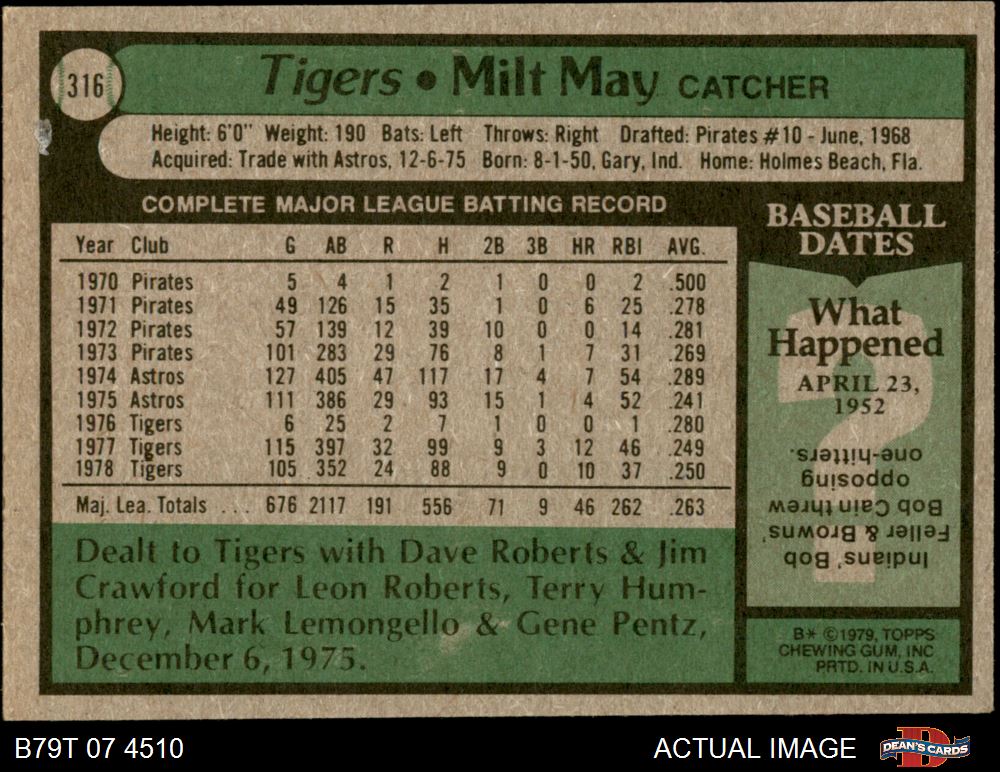 316
Tigers • Milt May CATCHER
Height: 6'0" Weight: 190 Bats: Left Throws: Right Drafted: Pirates #10 - June, 1968
Acquired: Trade with Astros, 12-6-75 Born: 8-1-50, Gary, Ind. Home: Holmes Beach, Fla.
COMPLETE MAJOR LEAGUE BATTING RECORD
Year Club G AB R H 2B 3B HR RBI AVG.
1970 Pirates 5 4 1 2 1 0 0 2 .500
1971 Pirates 49 126 15 35 1 0 6 25 .278
1972 Pirates 57 139 12 39 10 0 0 14 .281
1973 Pirates 101 283 29 76 8 1 7 31 .269
1974 Astros 127 405 47 117 17 4 7 54 .289
1975 Astros 111 386 29 93 15 1 4 52 .241
1976 Tigers 6 25 2 7 1 0 0 1 .280
1977 Tigers 115 397 32 99 9 3 12 46 .249
1978 Tigers 105 352 24 88 9 0 10 37 .250
Maj. Lea. Totals ... 676 2117 191 556 71 9 46 262 .263
Dealt to Tigers with Dave Roberts & Jim
Crawford for Leon Roberts, Terry Hum-
phrey, Mark Lemongello & Gene Pentz,
December 6, 1975.
BASEBALL
DATES
What
Happened
APRIL 23,
1952
?
Indians' Bob
Feller & Browns'
Bob Cain threw
opposing
one-hitters.
B* ©1979, TOPPS
CHEWING GUM, INC
PRTD. IN U.S.A.
B79T 07 4510
ACTUAL IMAGE
D
DEAN'S CARDS